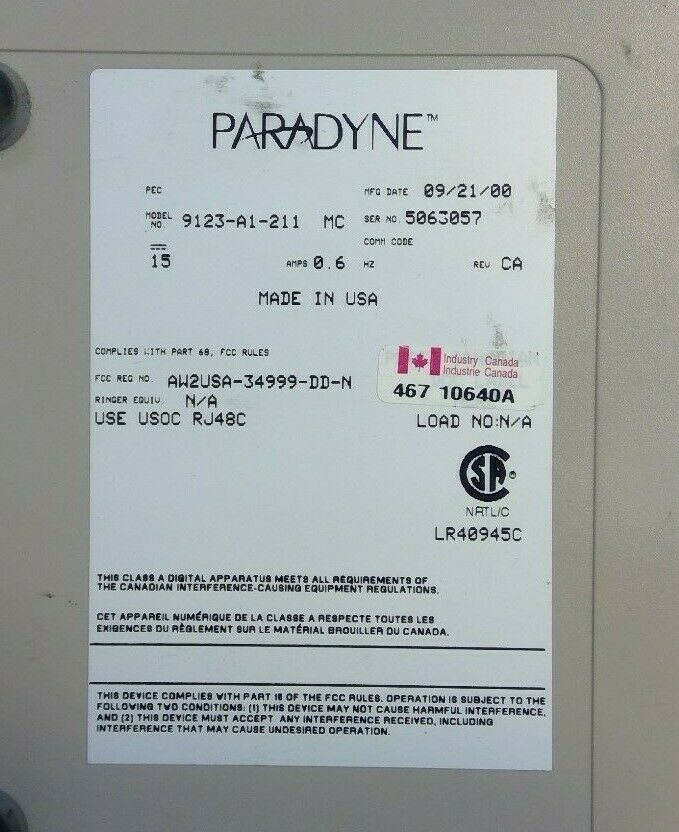 PARADYNE™
PEC MFG DATE 09/21/00
MODEL NO. 9123-A1-211 MC SER NO. 5063057
COMM CODE
15 AMPS 0.6 HZ REV CA
MADE IN USA
COMPLIES WITH PART 68, FCC RULES
Industry Canada
Industrie Canada
467 10640A
FCC REG NO. AW2USA-34999-DD-N
RINGER EQUIV. N/A
USE USOC RJ48C LOAD NO:N/A
CSA®
NRTL/C
LR40945C
THIS CLASS A DIGITAL APPARATUS MEETS ALL REQUIREMENTS OF
THE CANADIAN INTERFERENCE-CAUSING EQUIPMENT REGULATIONS.
CET APPAREIL NUMÉRIQUE DE LA CLASSE A RESPECTE TOUTES LES
EXIGENCES DU RÈGLEMENT SUR LE MATÉRIAL BROUILLER DU CANADA.
THIS DEVICE COMPLIES WITH PART 15 OF THE FCC RULES. OPERATION IS SUBJECT TO THE
FOLLOWING TWO CONDITIONS: (1) THIS DEVICE MAY NOT CAUSE HARMFUL INTERFERENCE,
AND (2) THIS DEVICE MUST ACCEPT ANY INTERFERENCE RECEIVED, INCLUDING
INTERFERENCE THAT MAY CAUSE UNDESIRED OPERATION.